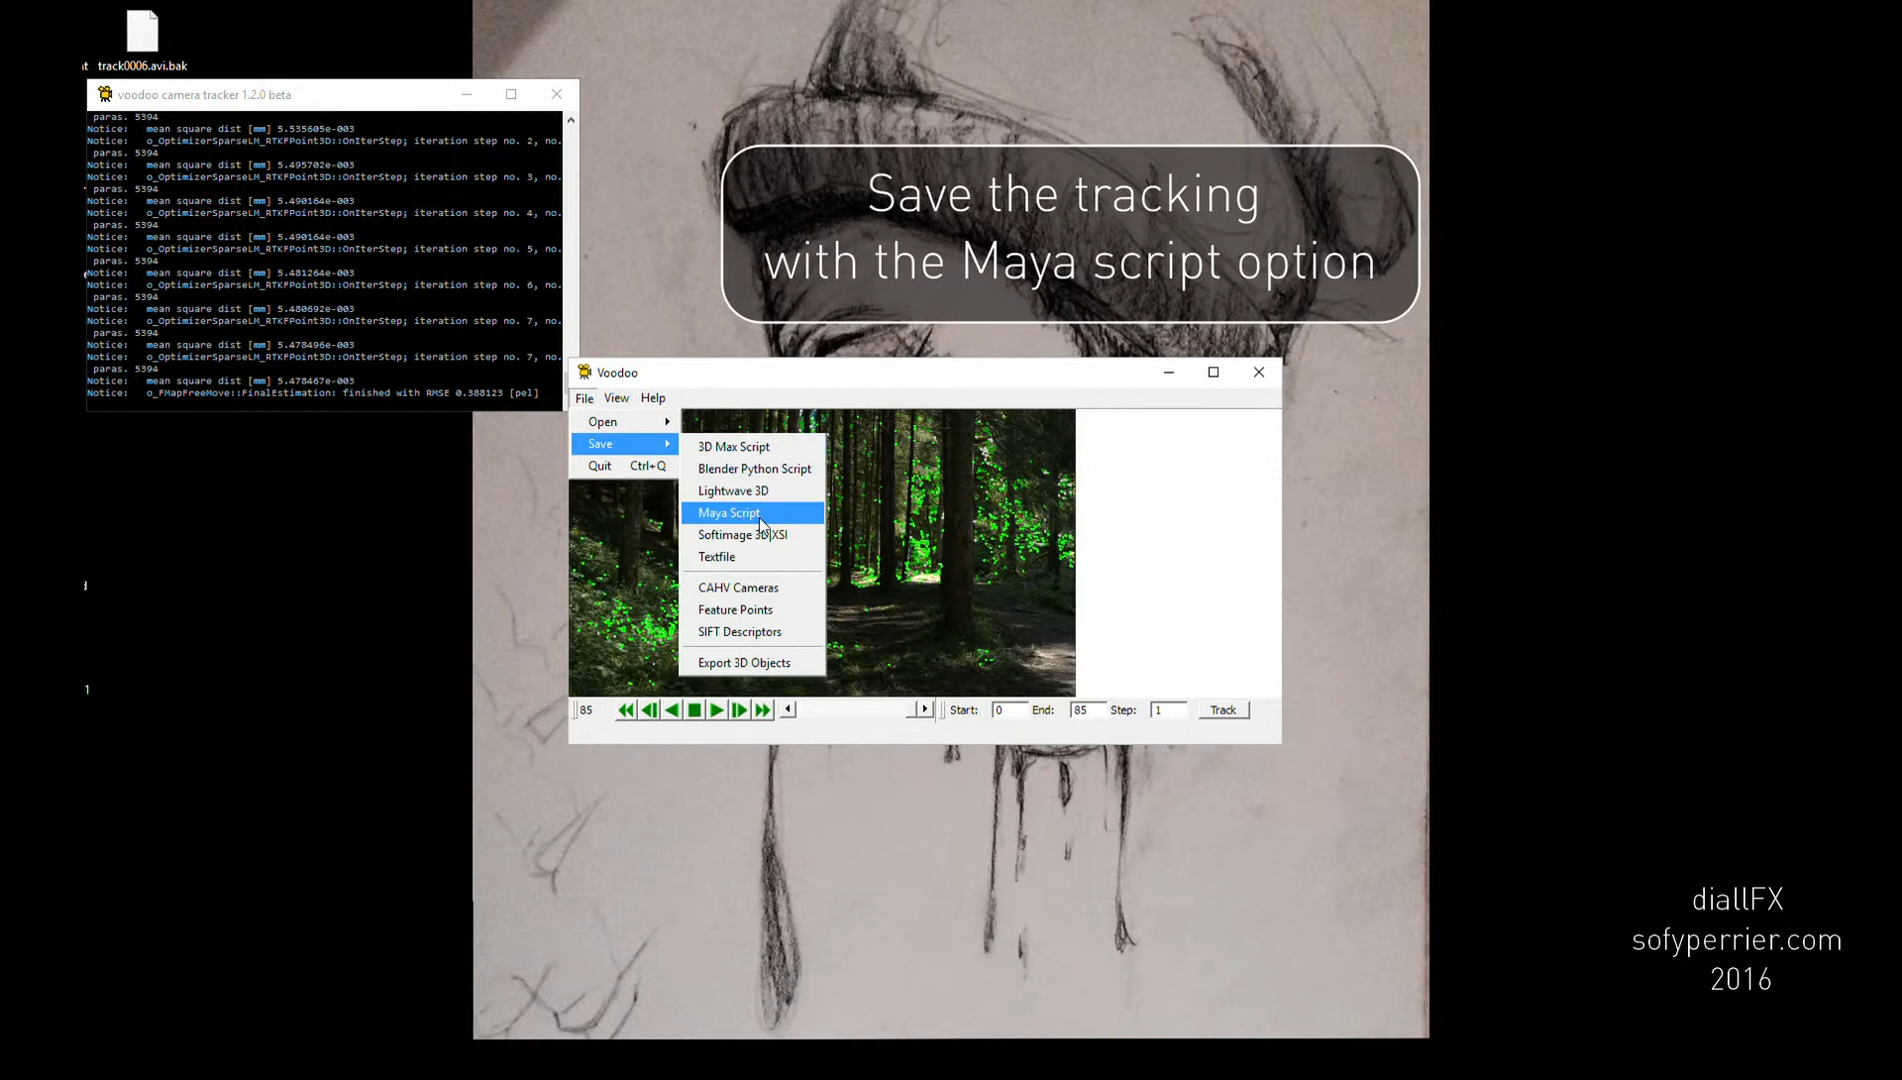 track0006.avi.bak
voodoo camera tracker 1.2.0 beta
paras. 5394
Notice: mean square dist [mm] 5.535605e-003
Notice: o_OptimizerSparseLM_RTKFPoint3D::OnIterStep; iteration step no. 2, no.
paras. 5394
Notice: mean square dist [mm] 5.495702e-003
Notice: o_OptimizerSparseLM_RTKFPoint3D::OnIterStep; iteration step no. 3, no.
paras. 5394
Notice: mean square dist [mm] 5.490164e-003
Notice: o_OptimizerSparseLM_RTKFPoint3D::OnIterStep; iteration step no. 4, no.
paras. 5394
Notice: mean square dist [mm] 5.490164e-003
Notice: o_OptimizerSparseLM_RTKFPoint3D::OnIterStep; iteration step no. 5, no.
paras. 5394
Notice: mean square dist [mm] 5.481264e-003
Notice: o_OptimizerSparseLM_RTKFPoint3D::OnIterStep; iteration step no. 6, no.
paras. 5394
Notice: mean square dist [mm] 5.480692e-003
Notice: o_OptimizerSparseLM_RTKFPoint3D::OnIterStep; iteration step no. 7, no.
paras. 5394
Notice: mean square dist [mm] 5.478496e-003
Notice: o_OptimizerSparseLM_RTKFPoint3D::OnIterStep; iteration step no. 7, no.
paras. 5394
Notice: mean square dist [mm] 5.478467e-003
Notice: o_FMapFreeMove::FinalEstimation: finished with RMSE 0.388123 [pel]
Save the tracking
with the Maya script option
Voodoo
File View Help
Open
Save
Quit Ctrl+Q
3D Max Script
Blender Python Script
Lightwave 3D
Maya Script
Softimage 3D|XSI
Textfile
CAHV Cameras
Feature Points
SIFT Descriptors
Export 3D Objects
85 Start: 0 End: 85 Step: 1 Track
diallFX
sofyperrier.com
2016